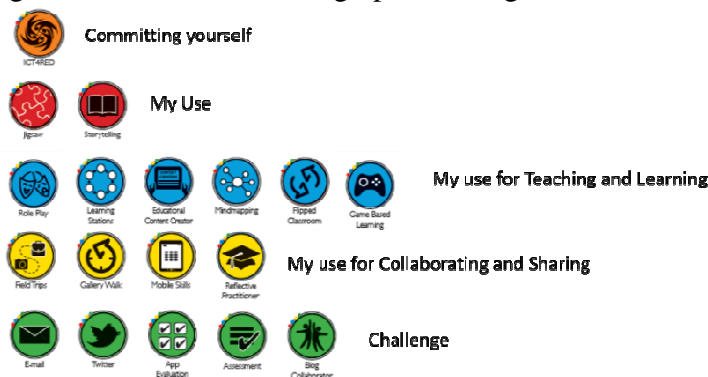 Committing yourself
ICT4RED
My Use
Jigsaw Storytelling
My use for Teaching and Learning
Role Play Learning Stations Educational Content Creator Mindmapping Flipped Classroom Game Based Learning
My use for Collaborating and Sharing
Field Trips Gallery Walk Mobile Skills Reflective Practitioner
Challenge
E-mail Twitter App Evaluation Assessment Blog Collaborator